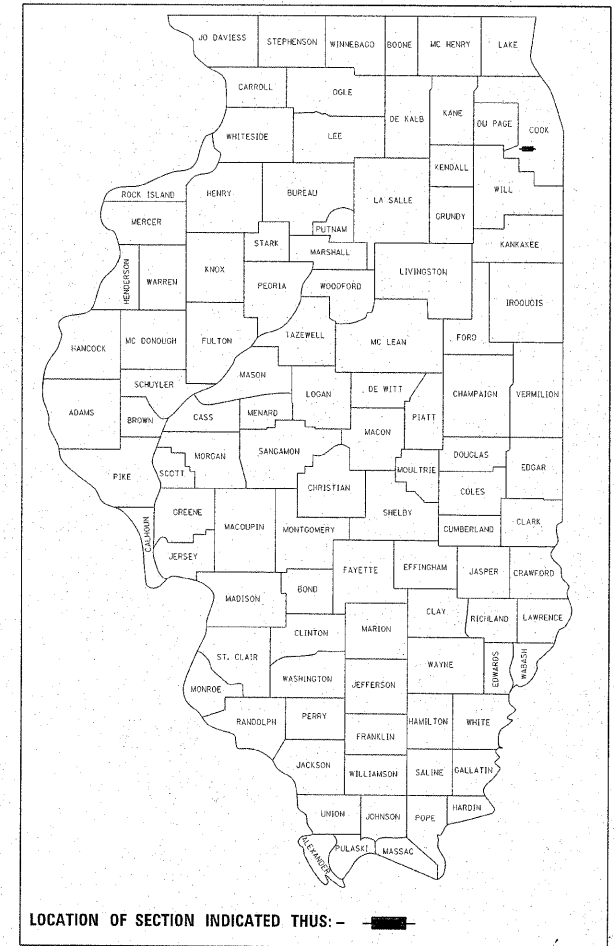 JO DAVIESS
STEPHENSON
WINNEBAGO
BOONE
MC HENRY
LAKE
CARROLL
OGLE
DE KALB
KANE
DU PAGE
COOK
WHITESIDE
LEE
KENDALL
WILL
ROCK ISLAND
HENRY
BUREAU
LA SALLE
GRUNDY
MERCER
PUTNAM
STARK
MARSHALL
KANKAKEE
HENDERSON
WARREN
KNOX
PEORIA
WOODFORD
LIVINGSTON
IROQUOIS
HANCOCK
MC DONOUGH
FULTON
TAZEWELL
MC LEAN
FORD
SCHUYLER
MASON
LOGAN
DE WITT
CHAMPAIGN
VERMILION
ADAMS
BROWN
CASS
MENARD
PIATT
MACON
SANGAMON
DOUGLAS
EDGAR
PIKE
SCOTT
MORGAN
CHRISTIAN
MOULTRIE
COLES
GREENE
MACOUPIN
MONTGOMERY
SHELBY
CUMBERLAND
CLARK
CALHOUN
JERSEY
FAYETTE
EFFINGHAM
JASPER
CRAWFORD
BOND
MADISON
CLAY
RICHLAND
LAWRENCE
CLINTON
MARION
ST. CLAIR
WAYNE
EDWARDS
WABASH
WASHINGTON
JEFFERSON
MONROE
RANDOLPH
PERRY
HAMILTON
WHITE
FRANKLIN
JACKSON
WILLIAMSON
SALINE
GALLATIN
UNION
JOHNSON
POPE
HARDIN
ALEXANDER
PULASKI
MASSAC
LOCATION OF SECTION INDICATED THUS: -